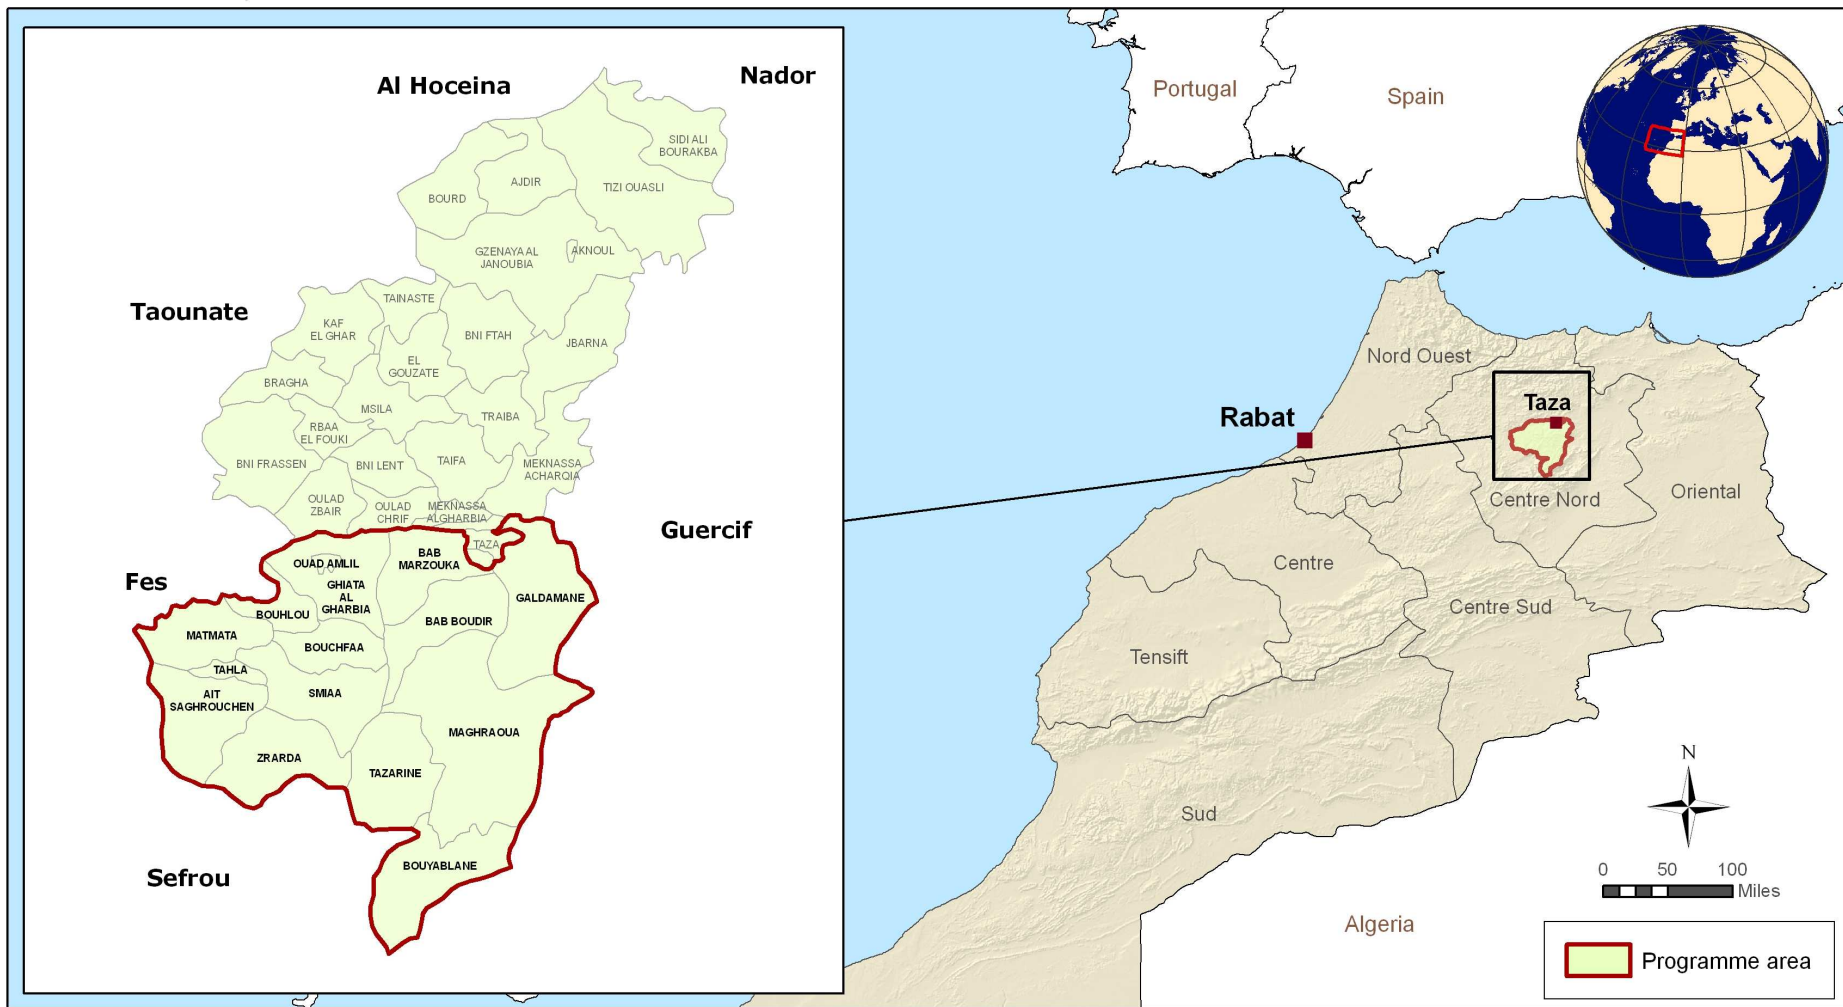 Al Hoceina
Nador
SIDI ALI
BOURAKBA
AJDIR
TIZI OUASLI
BOURD
GZENAYA AL
JANOUBIA
AKNOUL
Taounate
TAINASTE
KAF
EL GHAR
BNI FTAH
JBARNA
EL
GOUZATE
BRAGHA
MSILA
TRAIBA
RBAA
EL FOUKI
BNI FRASSEN
BNI LENT
TAIFA
MEKNASSA
ACHARQIA
OULAD
ZBAIR
OULAD
CHRIF
MEKNASSA
ALGHARBIA
Guercif
TAZA
BAB
MARZOUKA
OUAD AMLIL
GHIATA
AL
GHARBIA
Fes
GALDAMANE
BOUHLOU
BAB BOUDIR
MATMATA
BOUCHFAA
TAHLA
AIT
SAGHROUCHEN
SMIAA
MAGHRAOUA
ZRARDA
TAZARINE
BOUYABLANE
Sefrou
Portugal
Spain
Nord Ouest
Taza
Rabat
Centre Nord
Oriental
Centre
Centre Sud
Tensift
Sud
Algeria
N
0 50 100
Miles
Programme area